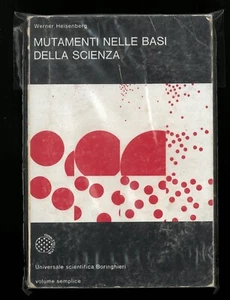 Werner Heisenberg
MUTAMENTI NELLE BASI
DELLA SCIENZA
Universale scientifica Boringhieri
volume semplice